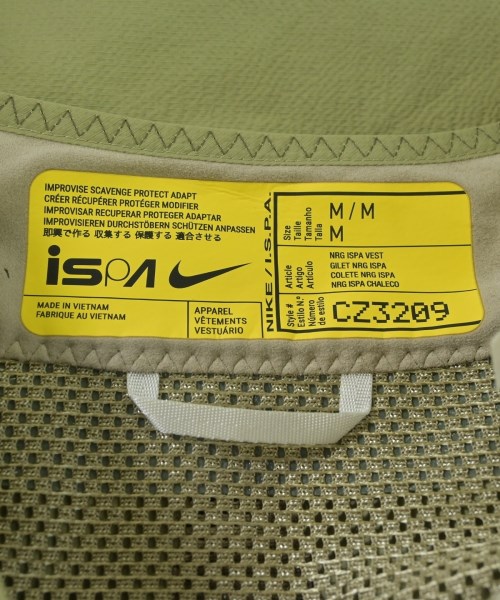 IMPROVISE SCAVENGE PROTECT ADAPT
CRÉER RÉCUPÉRER PROTÉGER MODIFIER
IMPROVISAR RECUPERAR PROTEGER ADAPTAR
IMPROVISIEREN DURCHSTÖBERN SCHÜTZEN ANPASSEN
即興で作る 収集する 保護する 適合させる
ISPA
MADE IN VIETNAM
FABRIQUE AU VIETNAM
APPAREL
VÊTEMENTS
VESTUÁRIO
NIKE / I.S.P.A.
Size
Taille Tamanho
Talla
M / M
M
Article
Artigo
Artículo
NRG ISPA VEST
GILET NRG ISPA
COLETE NRG ISPA
NRG ISPA CHALECO
Style #
Estilo N.º
Número
de estilo
CZ3209